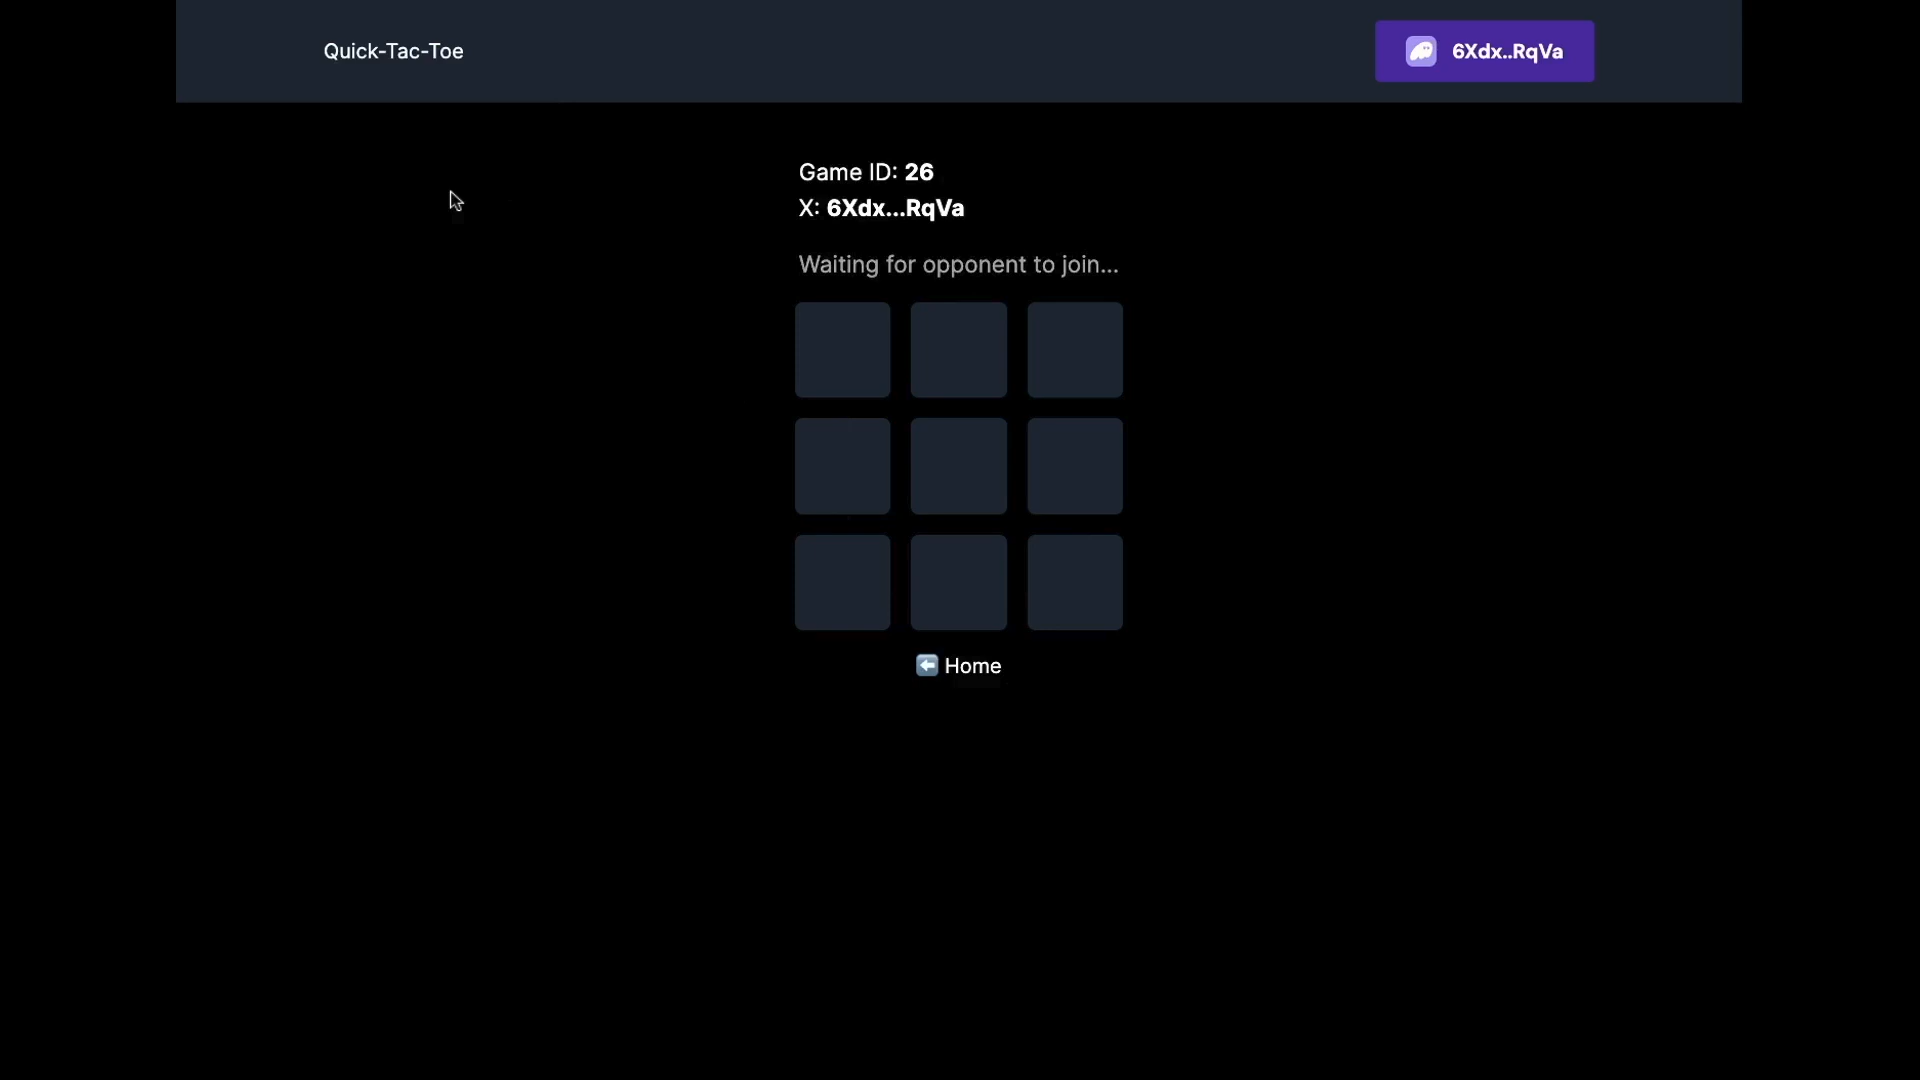 Quick-Tac-Toe
6Xdx..RqVa
Game ID: 26
X: 6Xdx...RqVa
Waiting for opponent to join...
⬅️ Home